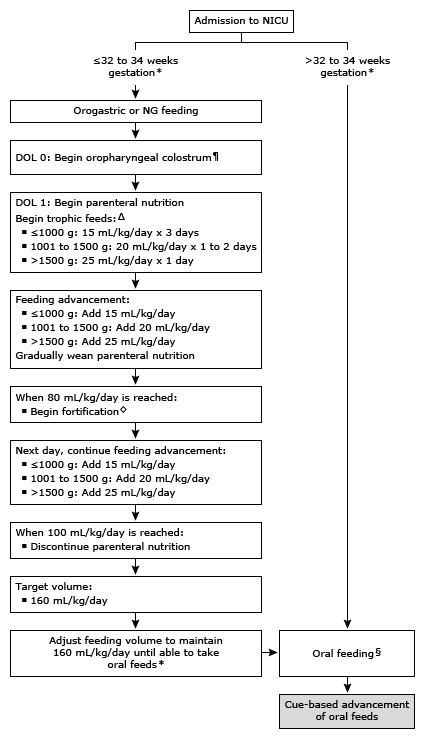 Admission to NICU
≤32 to 34 weeks
gestation*
>32 to 34 weeks
gestation*
Orogastric or NG feeding
DOL 0: Begin oropharyngeal colostrum¶
DOL 1: Begin parenteral nutrition
Begin trophic feeds:Δ
▪ ≤1000 g: 15 mL/kg/day x 3 days
▪ 1001 to 1500 g: 20 mL/kg/day x 1 to 2 days
▪ >1500 g: 25 mL/kg/day x 1 day
Feeding advancement:
▪ ≤1000 g: Add 15 mL/kg/day
▪ 1001 to 1500 g: Add 20 mL/kg/day
▪ >1500 g: Add 25 mL/kg/day
Gradually wean parenteral nutrition
When 80 mL/kg/day is reached:
▪ Begin fortification◇
Next day, continue feeding advancement:
▪ ≤1000 g: Add 15 mL/kg/day
▪ 1001 to 1500 g: Add 20 mL/kg/day
▪ >1500 g: Add 25 mL/kg/day
When 100 mL/kg/day is reached:
▪ Discontinue parenteral nutrition
Target volume:
▪ 160 mL/kg/day
Adjust feeding volume to maintain
160 mL/kg/day until able to take
oral feeds*
Oral feeding§
Cue-based advancement
of oral feeds